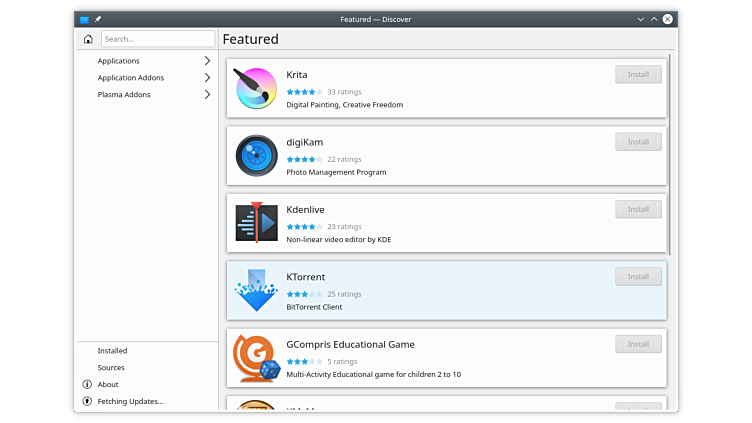 Featured — Discover
Search...
Featured
Applications
Application Addons
Plasma Addons
Krita
33 ratings
Digital Painting, Creative Freedom
Install
digiKam
22 ratings
Photo Management Program
Install
Kdenlive
23 ratings
Non-linear video editor by KDE
Install
KTorrent
25 ratings
BitTorrent Client
Install
GCompris Educational Game
5 ratings
Multi-Activity Educational game for children 2 to 10
Install
Installed
Sources
About
Fetching Updates...